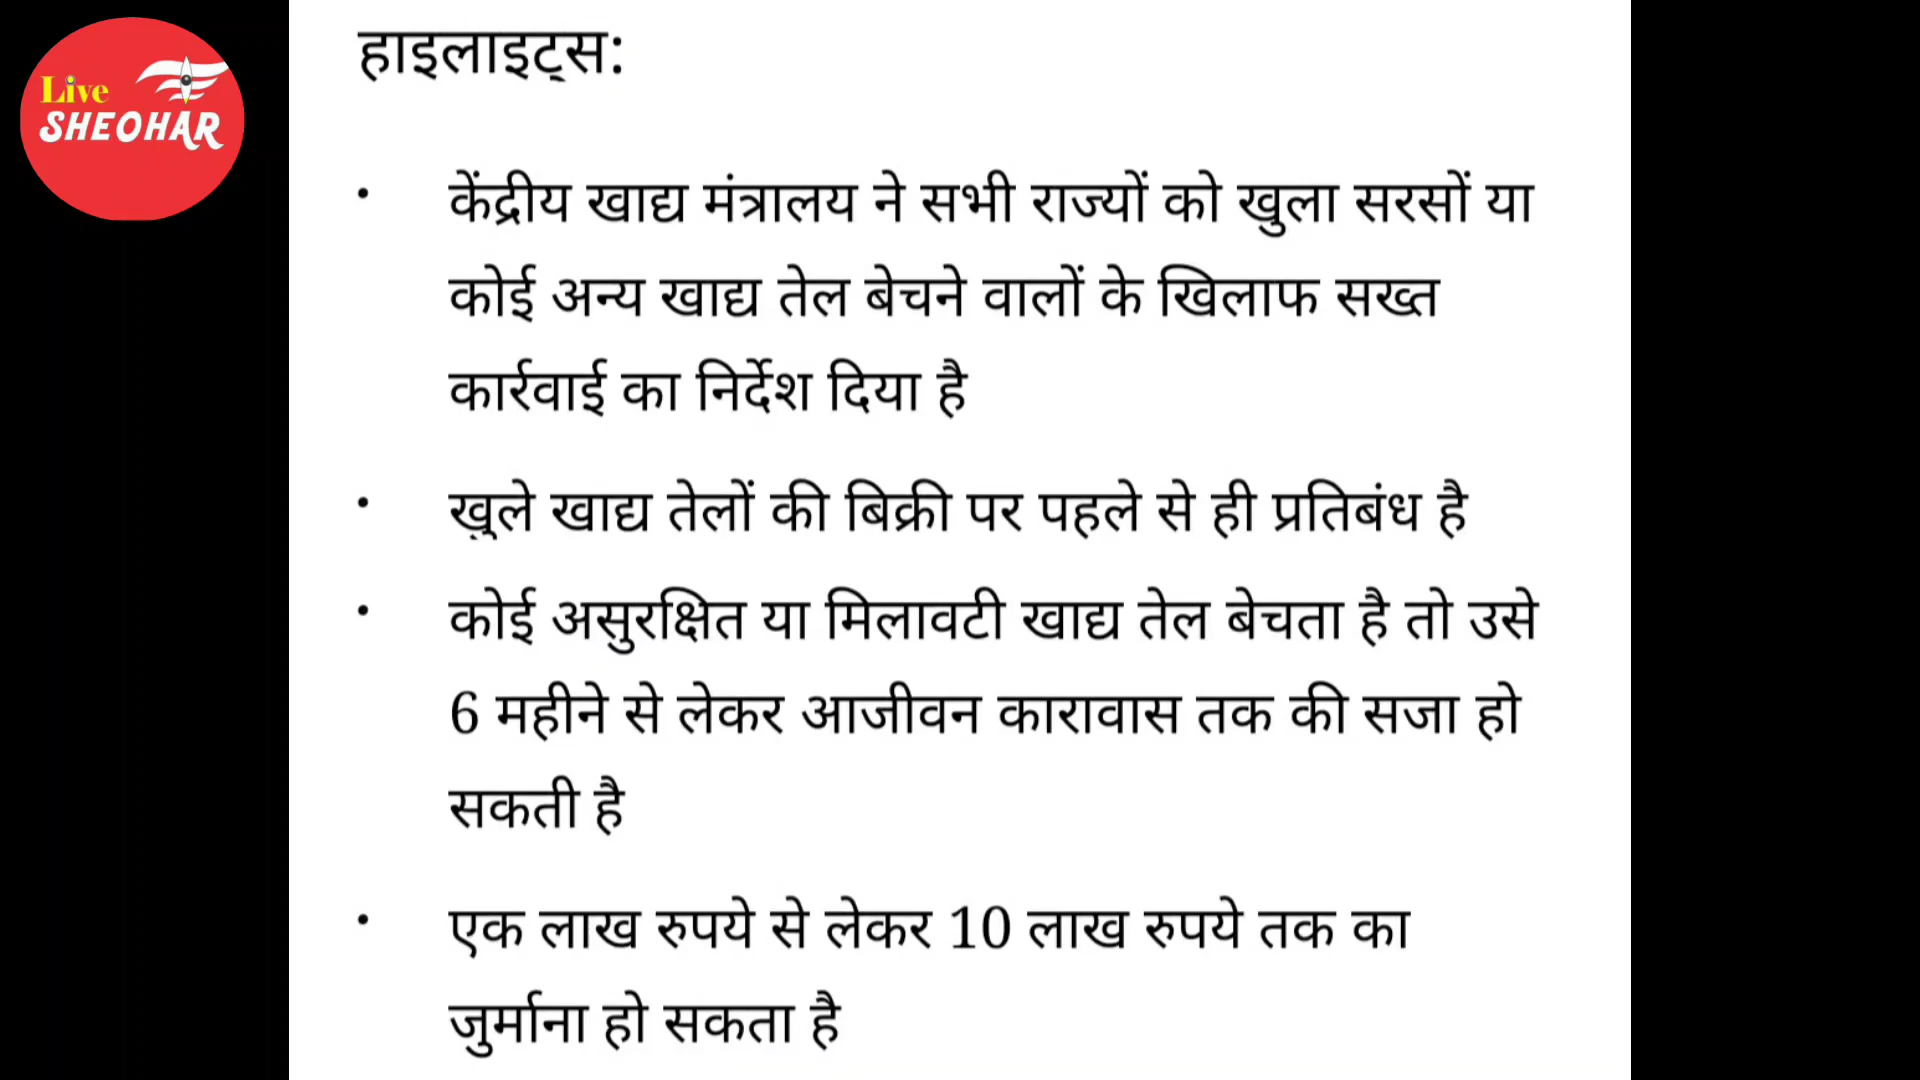 Live
SHEOHAR
हाइलाइट्स:
• केंद्रीय खाद्य मंत्रालय ने सभी राज्यों को खुला सरसों या
कोई अन्य खाद्य तेल बेचने वालों के खिलाफ सख्त
कार्रवाई का निर्देश दिया है
• खुले खाद्य तेलों की बिक्री पर पहले से ही प्रतिबंध है
• कोई असुरक्षित या मिलावटी खाद्य तेल बेचता है तो उसे
6 महीने से लेकर आजीवन कारावास तक की सजा हो
सकती है
• एक लाख रुपये से लेकर 10 लाख रुपये तक का
जुर्माना हो सकता है